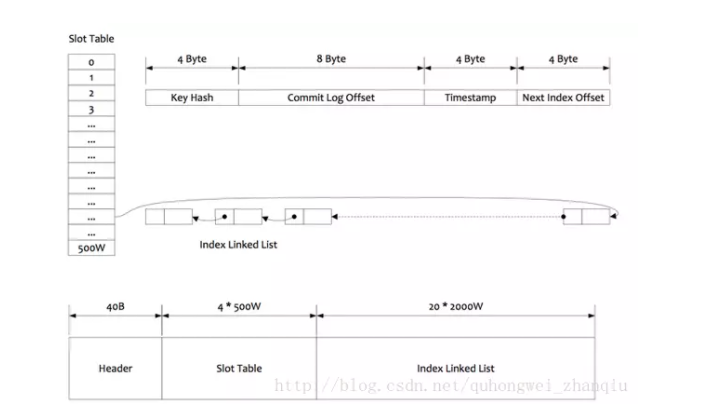 Slot Table
0
1
2
3
...
...
...
...
...
...
...
...
500W
4 Byte 8 Byte 4 Byte 4 Byte
Key Hash Commit Log Offset Timestamp Next Index Offset
Index Linked List
40B 4 * 500W 20 * 2000W
Header Slot Table Index Linked List
http://blog.csdn.net/quhongwei_zhanqiu